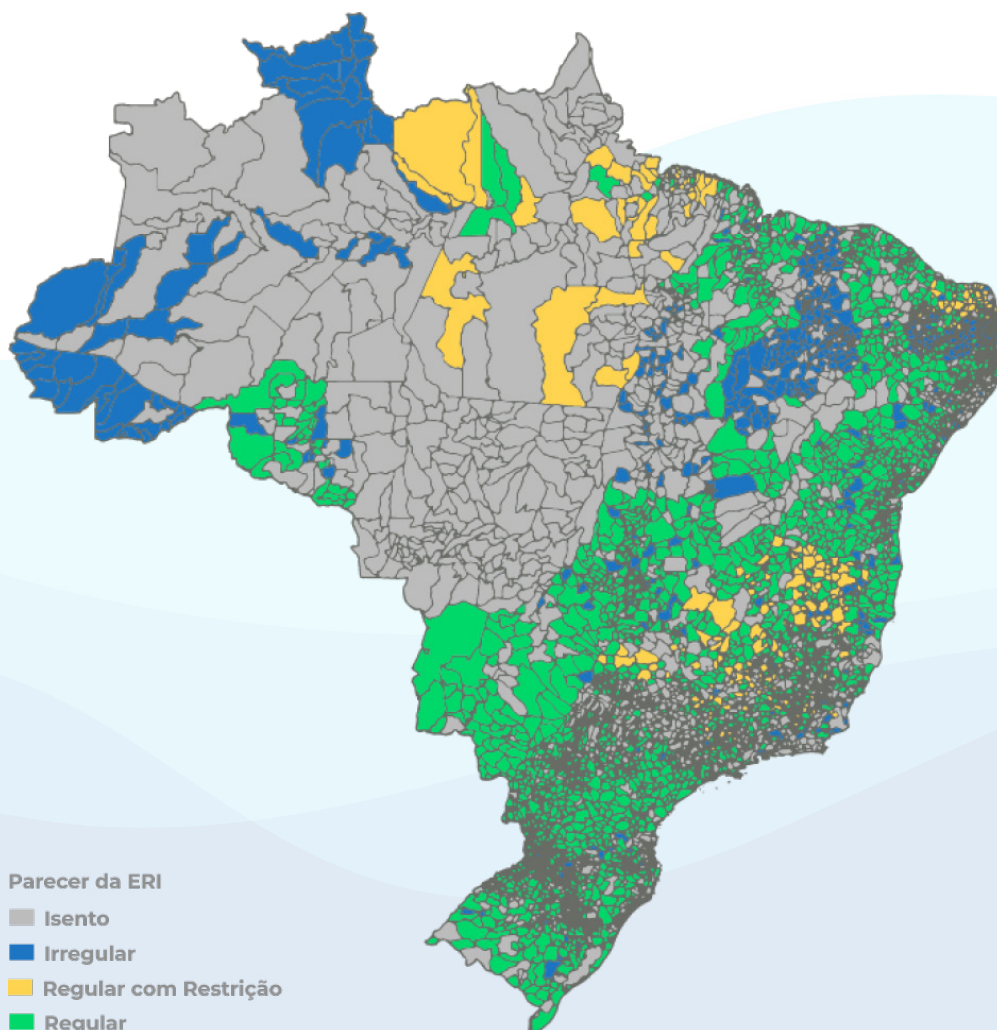 Parecer da ERI
Isento
Irregular
Regular com Restrição
Regular